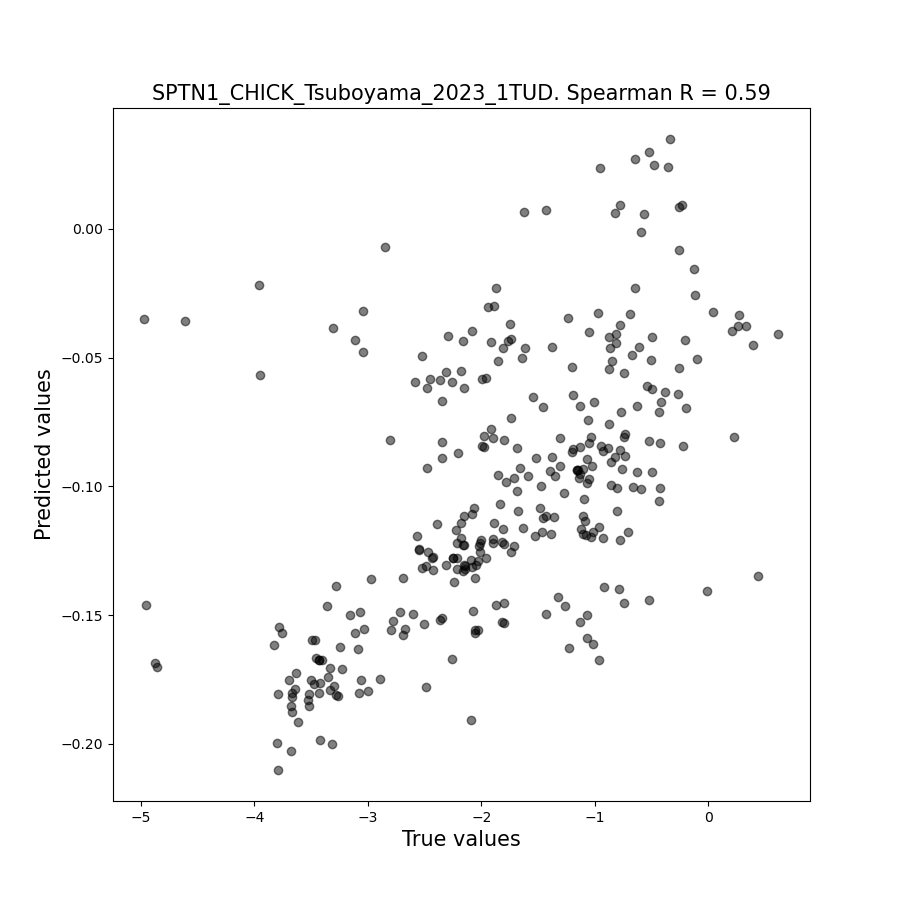 SPTN1_CHICK_Tsuboyama_2023_1TUD. Spearman R = 0.59
0.00
−0.05
−0.10
−0.15
−0.20
Predicted values
−5 −4 −3 −2 −1 0
True values